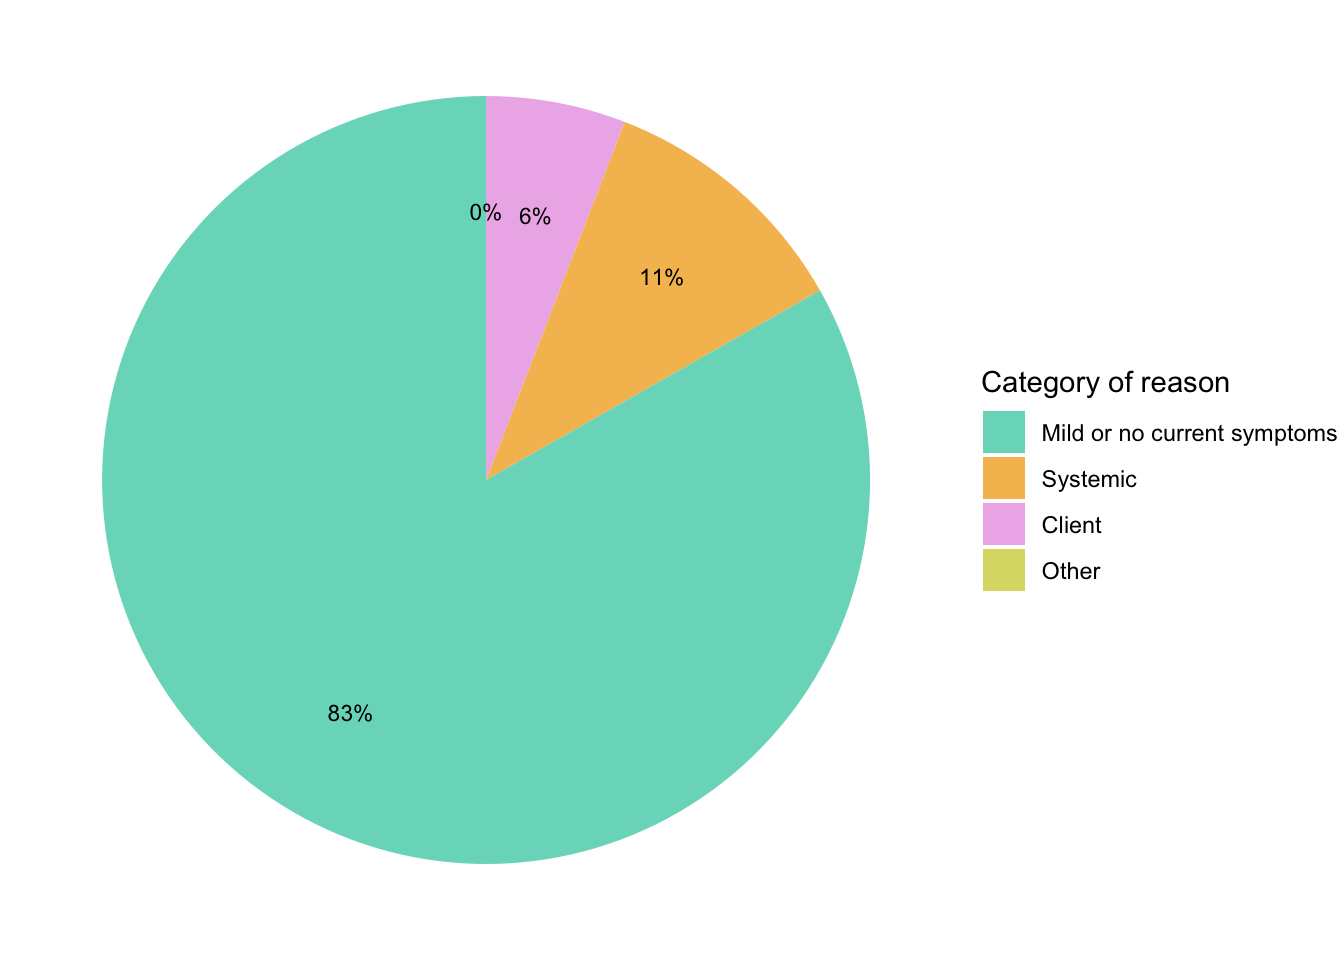 0%
6%
11%
83%
Category of reason
Mild or no current symptoms
Systemic
Client
Other